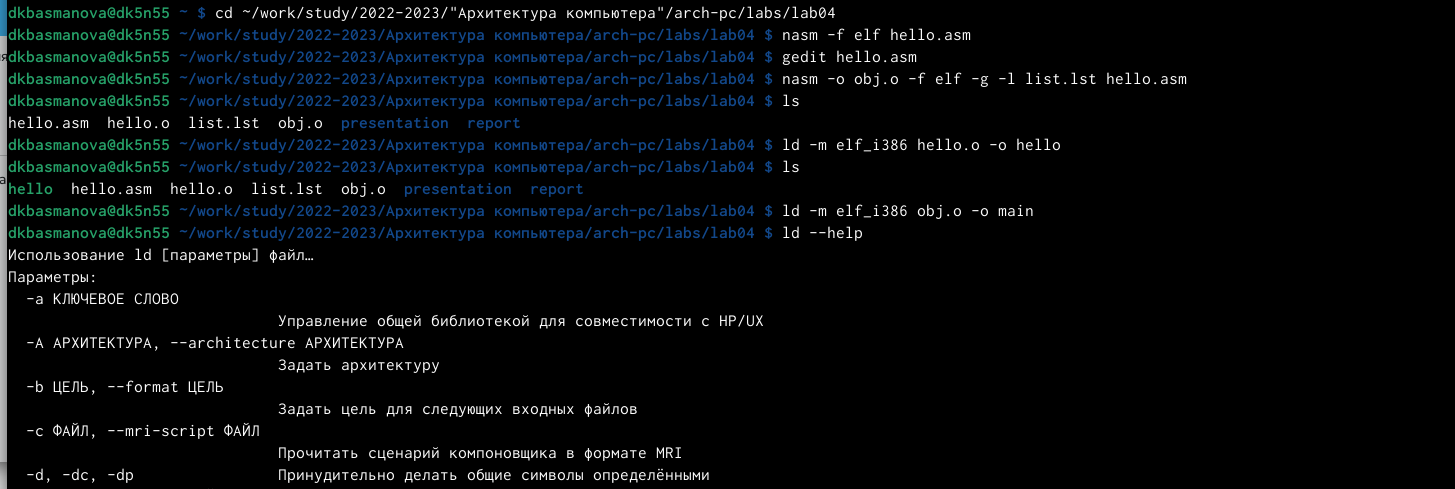 dkbasmanova@dk5n55 ~ $ cd ~/work/study/2022-2023/"Архитектура компьютера"/arch-pc/labs/lab04
dkbasmanova@dk5n55 ~/work/study/2022-2023/Архитектура компьютера/arch-pc/labs/lab04 $ nasm -f elf hello.asm
dkbasmanova@dk5n55 ~/work/study/2022-2023/Архитектура компьютера/arch-pc/labs/lab04 $ gedit hello.asm
dkbasmanova@dk5n55 ~/work/study/2022-2023/Архитектура компьютера/arch-pc/labs/lab04 $ nasm -o obj.o -f elf -g -l list.lst hello.asm
dkbasmanova@dk5n55 ~/work/study/2022-2023/Архитектура компьютера/arch-pc/labs/lab04 $ ls
hello.asm  hello.o  list.lst  obj.o  presentation  report
dkbasmanova@dk5n55 ~/work/study/2022-2023/Архитектура компьютера/arch-pc/labs/lab04 $ ld -m elf_i386 hello.o -o hello
dkbasmanova@dk5n55 ~/work/study/2022-2023/Архитектура компьютера/arch-pc/labs/lab04 $ ls
hello  hello.asm  hello.o  list.lst  obj.o  presentation  report
dkbasmanova@dk5n55 ~/work/study/2022-2023/Архитектура компьютера/arch-pc/labs/lab04 $ ld -m elf_i386 obj.o -o main
dkbasmanova@dk5n55 ~/work/study/2022-2023/Архитектура компьютера/arch-pc/labs/lab04 $ ld --help
Использование ld [параметры] файл…
Параметры:
  -a КЛЮЧЕВОЕ СЛОВО
                              Управление общей библиотекой для совместимости с HP/UX
  -A АРХИТЕКТУРА, --architecture АРХИТЕКТУРА
                              Задать архитектуру
  -b ЦЕЛЬ, --format ЦЕЛЬ
                              Задать цель для следующих входных файлов
  -c ФАЙЛ, --mri-script ФАЙЛ
                              Прочитать сценарий компоновщика в формате MRI
  -d, -dc, -dp                Принудительно делать общие символы определёнными